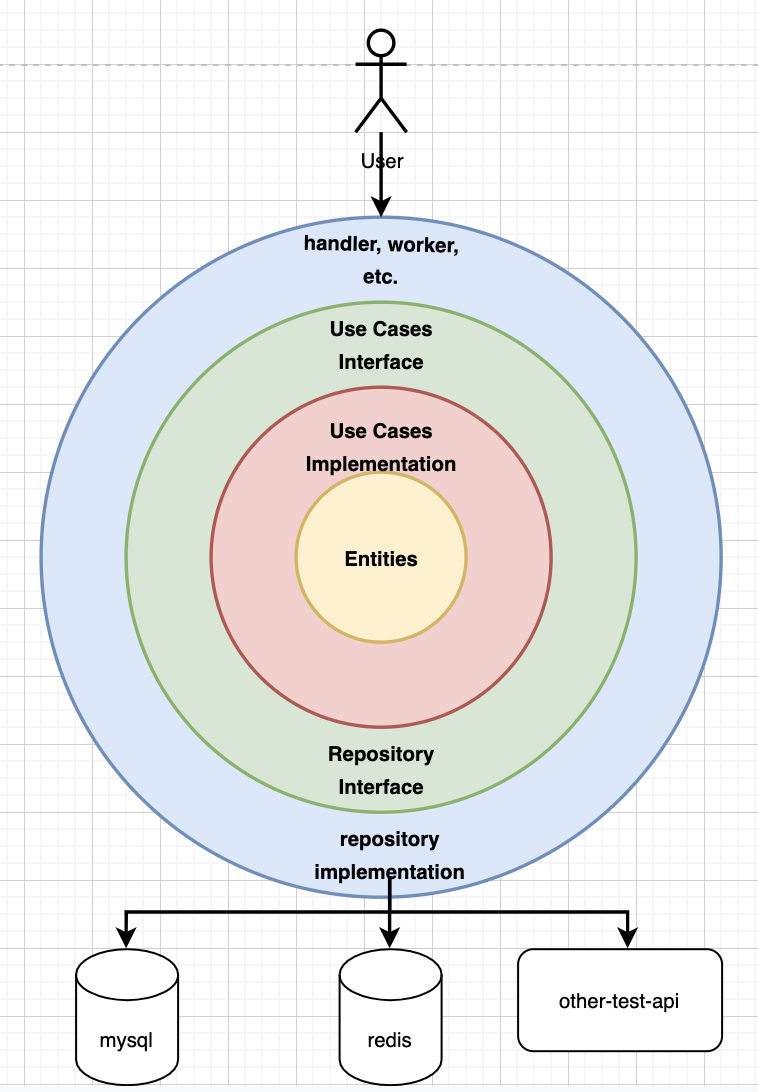 User
handler, worker,
etc.
Use Cases
Interface
Use Cases
Implementation
Entities
Repository
Interface
repository
implementation
mysql
redis
other-test-api